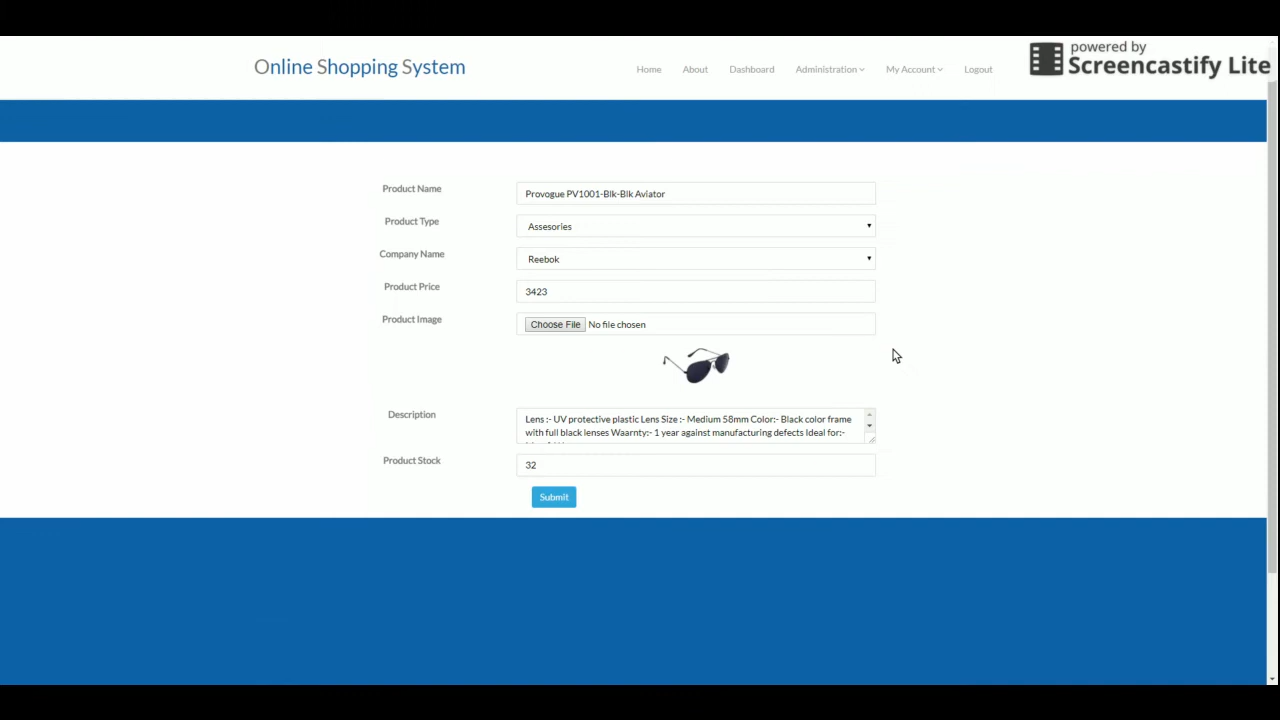 powered by
Screencastify Lite
Online Shopping System
Home About Dashboard Administration My Account Logout
Product Name Provogue PV1001-Blk-Blk Aviator
Product Type Assesories
Company Name Reebok
Product Price 3423
Product Image Choose File No file chosen
Description Lens :- UV protective plastic Lens Size :- Medium 58mm Color:- Black color frame
with full black lenses Waarnty:- 1 year against manufacturing defects Ideal for:-
Product Stock 32
Submit